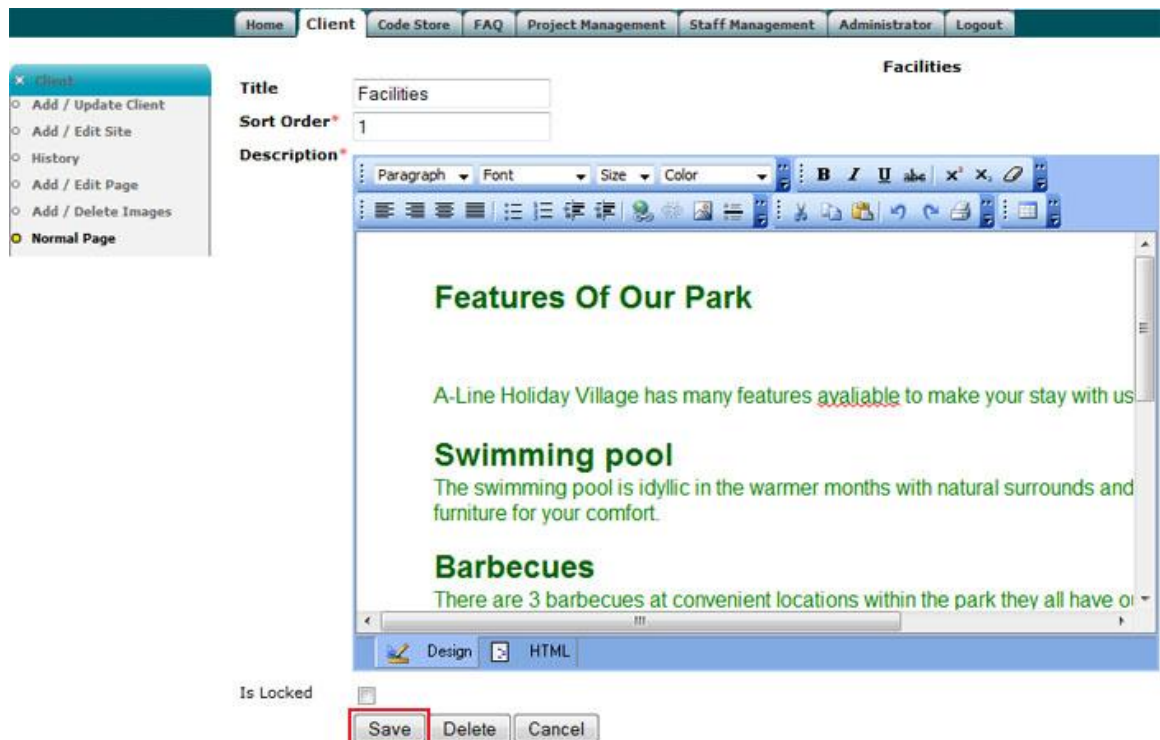 Home Client Code Store FAQ Project Management Staff Management Administrator Logout
Facilities
Client
Add / Update Client
Add / Edit Site
History
Add / Edit Page
Add / Delete Images
Normal Page
Title Facilities
Sort Order* 1
Description*
Paragraph Font Size Color B I U abc x² x₂
Features Of Our Park
A-Line Holiday Village has many features avaliable to make your stay with us
Swimming pool
The swimming pool is idyllic in the warmer months with natural surrounds and
furniture for your comfort.
Barbecues
There are 3 barbecues at convenient locations within the park they all have
Design HTML
Is Locked
Save Delete Cancel